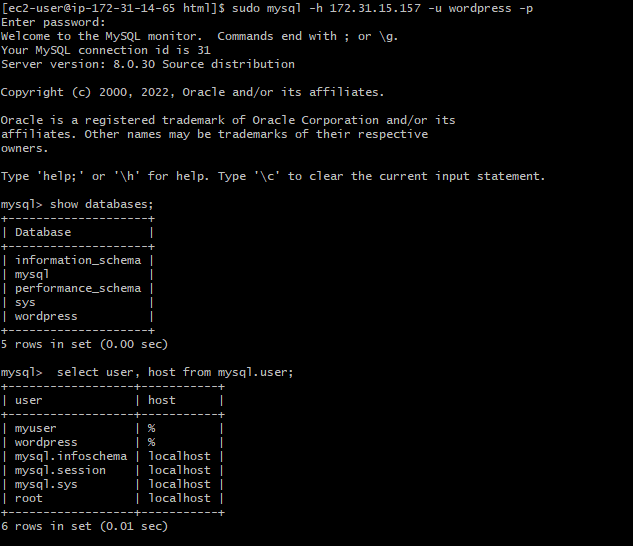 [ec2-user@ip-172-31-14-65 html]$ sudo mysql -h 172.31.15.157 -u wordpress -p
Enter password:
Welcome to the MySQL monitor.  Commands end with ; or \g.
Your MySQL connection id is 31
Server version: 8.0.30 Source distribution

Copyright (c) 2000, 2022, Oracle and/or its affiliates.

Oracle is a registered trademark of Oracle Corporation and/or its
affiliates. Other names may be trademarks of their respective
owners.

Type 'help;' or '\h' for help. Type '\c' to clear the current input statement.

mysql> show databases;
+--------------------+
| Database           |
+--------------------+
| information_schema |
| mysql              |
| performance_schema |
| sys                |
| wordpress          |
+--------------------+
5 rows in set (0.00 sec)

mysql>  select user, host from mysql.user;
+------------------+-----------+
| user             | host      |
+------------------+-----------+
| myuser           | %         |
| wordpress        | %         |
| mysql.infoschema | localhost |
| mysql.session    | localhost |
| mysql.sys        | localhost |
| root             | localhost |
+------------------+-----------+
6 rows in set (0.01 sec)